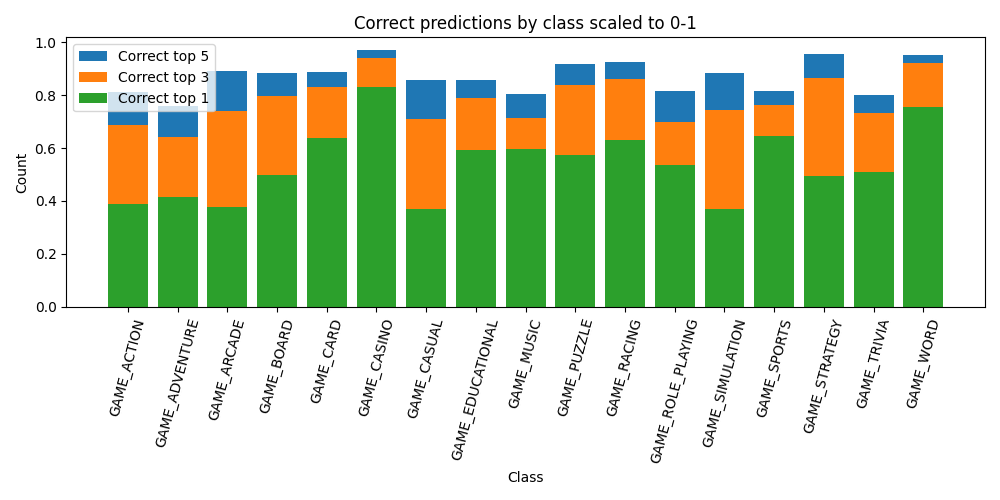 Correct predictions by class scaled to 0-1
Correct top 5
Correct top 3
Correct top 1
Count
1.0
0.8
0.6
0.4
0.2
0.0
GAME_ACTION
GAME_ADVENTURE
GAME_ARCADE
GAME_BOARD
GAME_CARD
GAME_CASINO
GAME_CASUAL
GAME_EDUCATIONAL
GAME_MUSIC
GAME_PUZZLE
GAME_RACING
GAME_ROLE_PLAYING
GAME_SIMULATION
GAME_SPORTS
GAME_STRATEGY
GAME_TRIVIA
GAME_WORD
Class